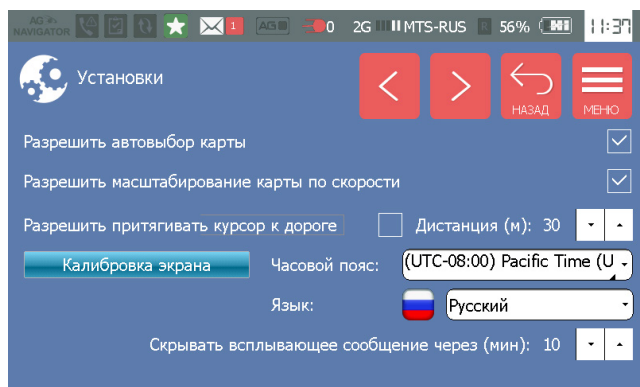 AG
NAVIGATOR
1
AG
0
2G
MTS-RUS
56%
11:37
Установки
НАЗАД
МЕНЮ
Разрешить автовыбор карты
Разрешить масштабирование карты по скорости
Разрешить притягивать курсор к дороге
Дистанция (м): 30
Калибровка экрана
Часовой пояс:
(UTC-08:00) Pacific Time (U
Язык:
Русский
Скрывать всплывающее сообщение через (мин): 10